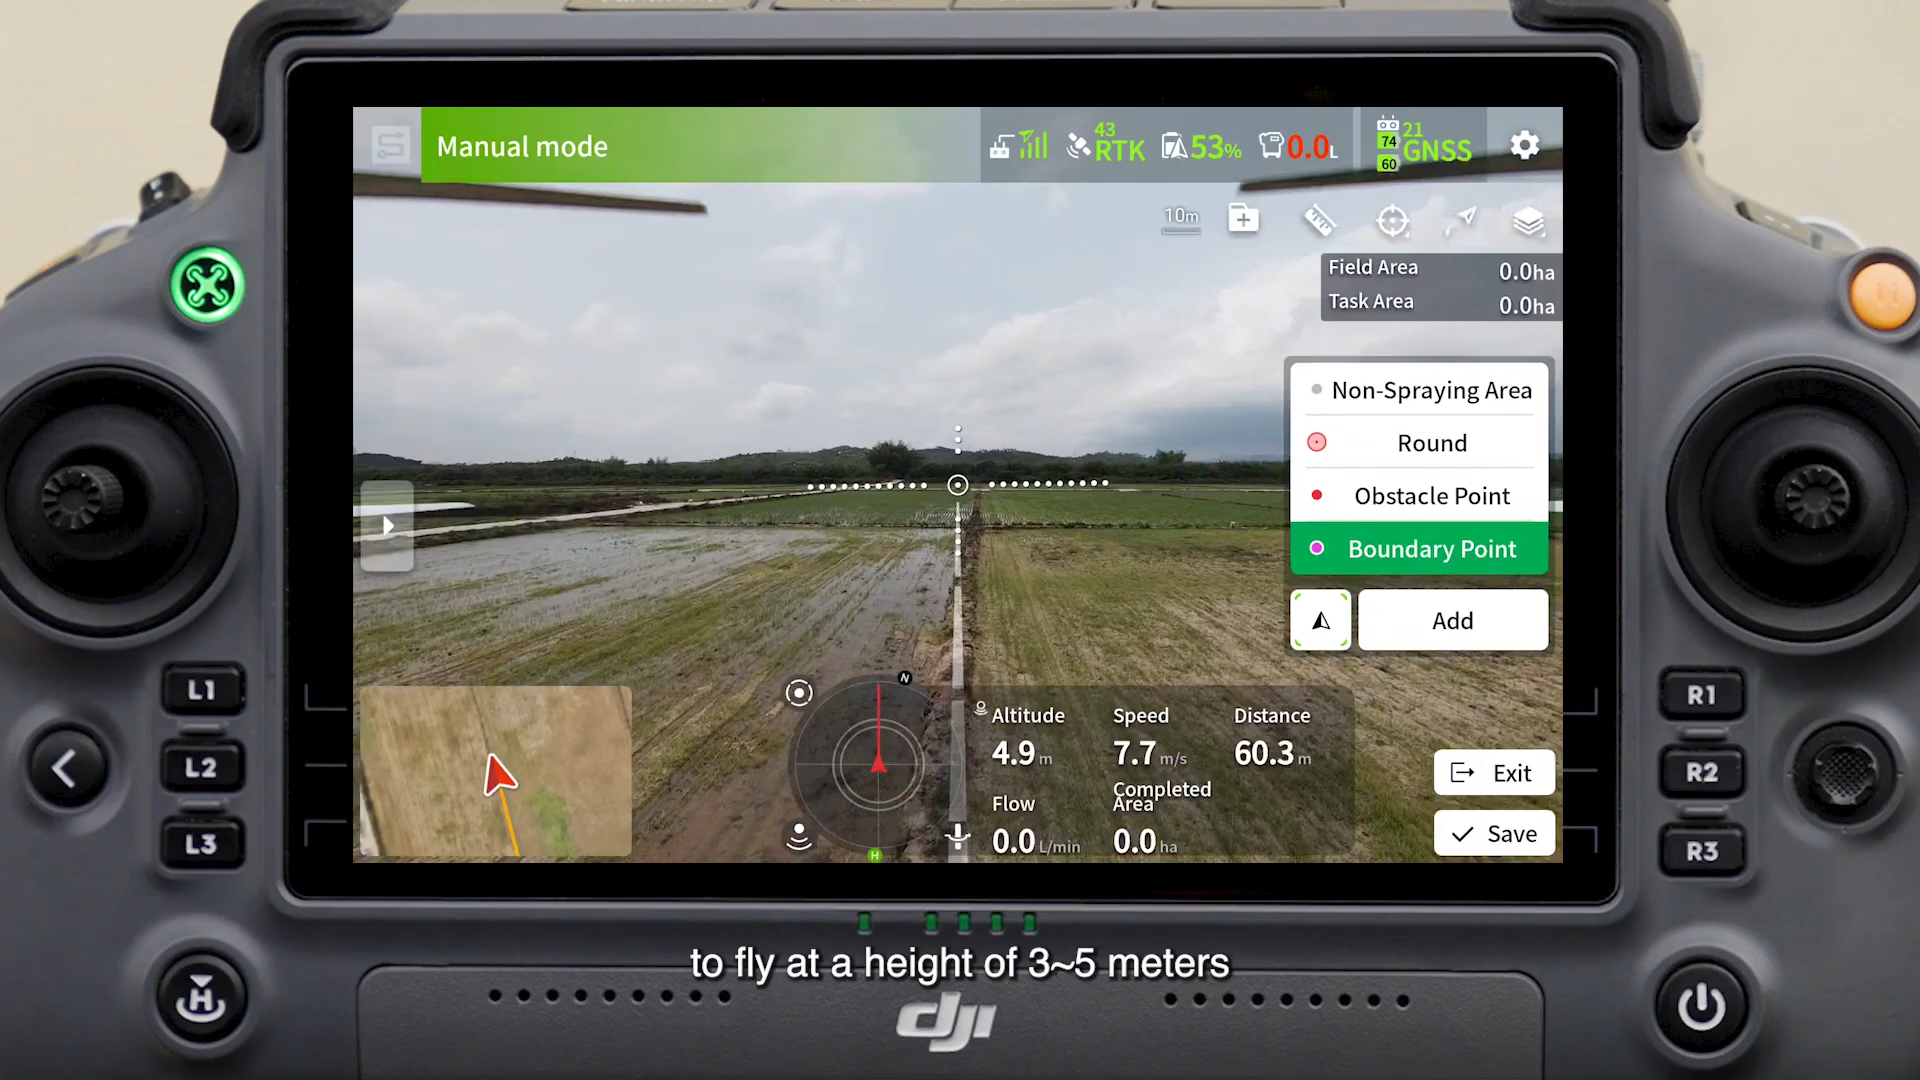 Manual mode
43
RTK
53%
0.0L
74
60
21
GNSS
10m
Field Area 0.0ha
Task Area 0.0ha
Non-Spraying Area
Round
Obstacle Point
Boundary Point
Add
N
Altitude Speed Distance
4.9 m 7.7 m/s 60.3 m
Flow Completed Area
0.0 L/min 0.0 ha
H
Exit
Save
L1
L2
L3
R1
R2
R3
H
to fly at a height of 3~5 meters
dji